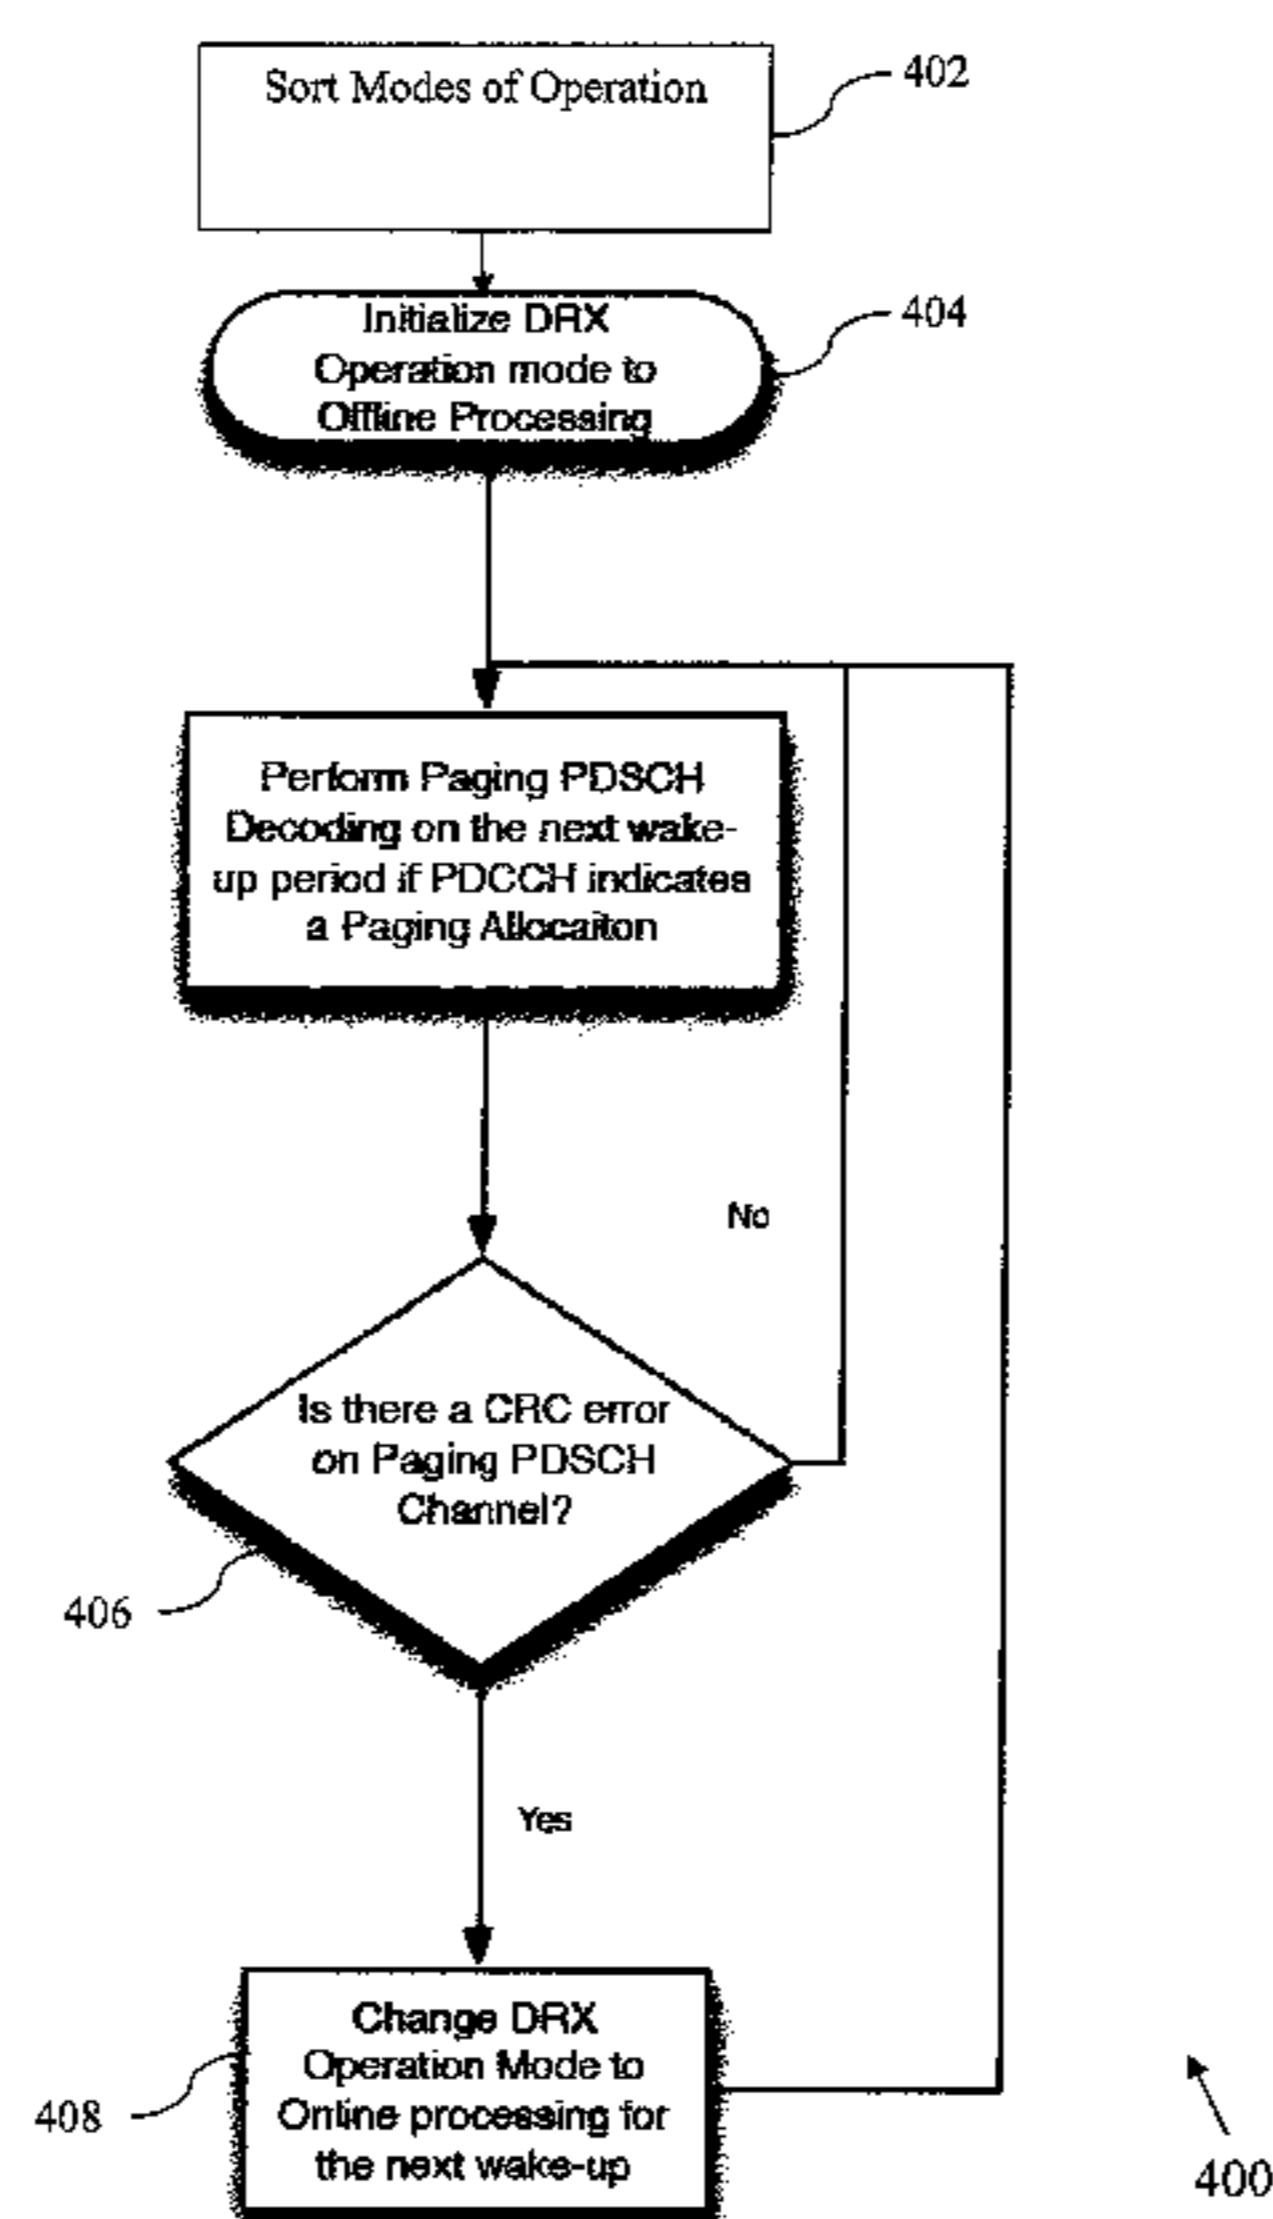 Sort Modes of Operation
402
Initialize DRX
Operation mode to
Offline Processing
404
Perform Paging PDSCH
Decoding on the next wake-
up period if PDCCH indicates
a Paging Allocaiton
No
Is there a CRC error
on Paging PDSCH
Channel?
406
Yes
Change DRX
Operation Mode to
Online processing for
the next wake-up
408
400